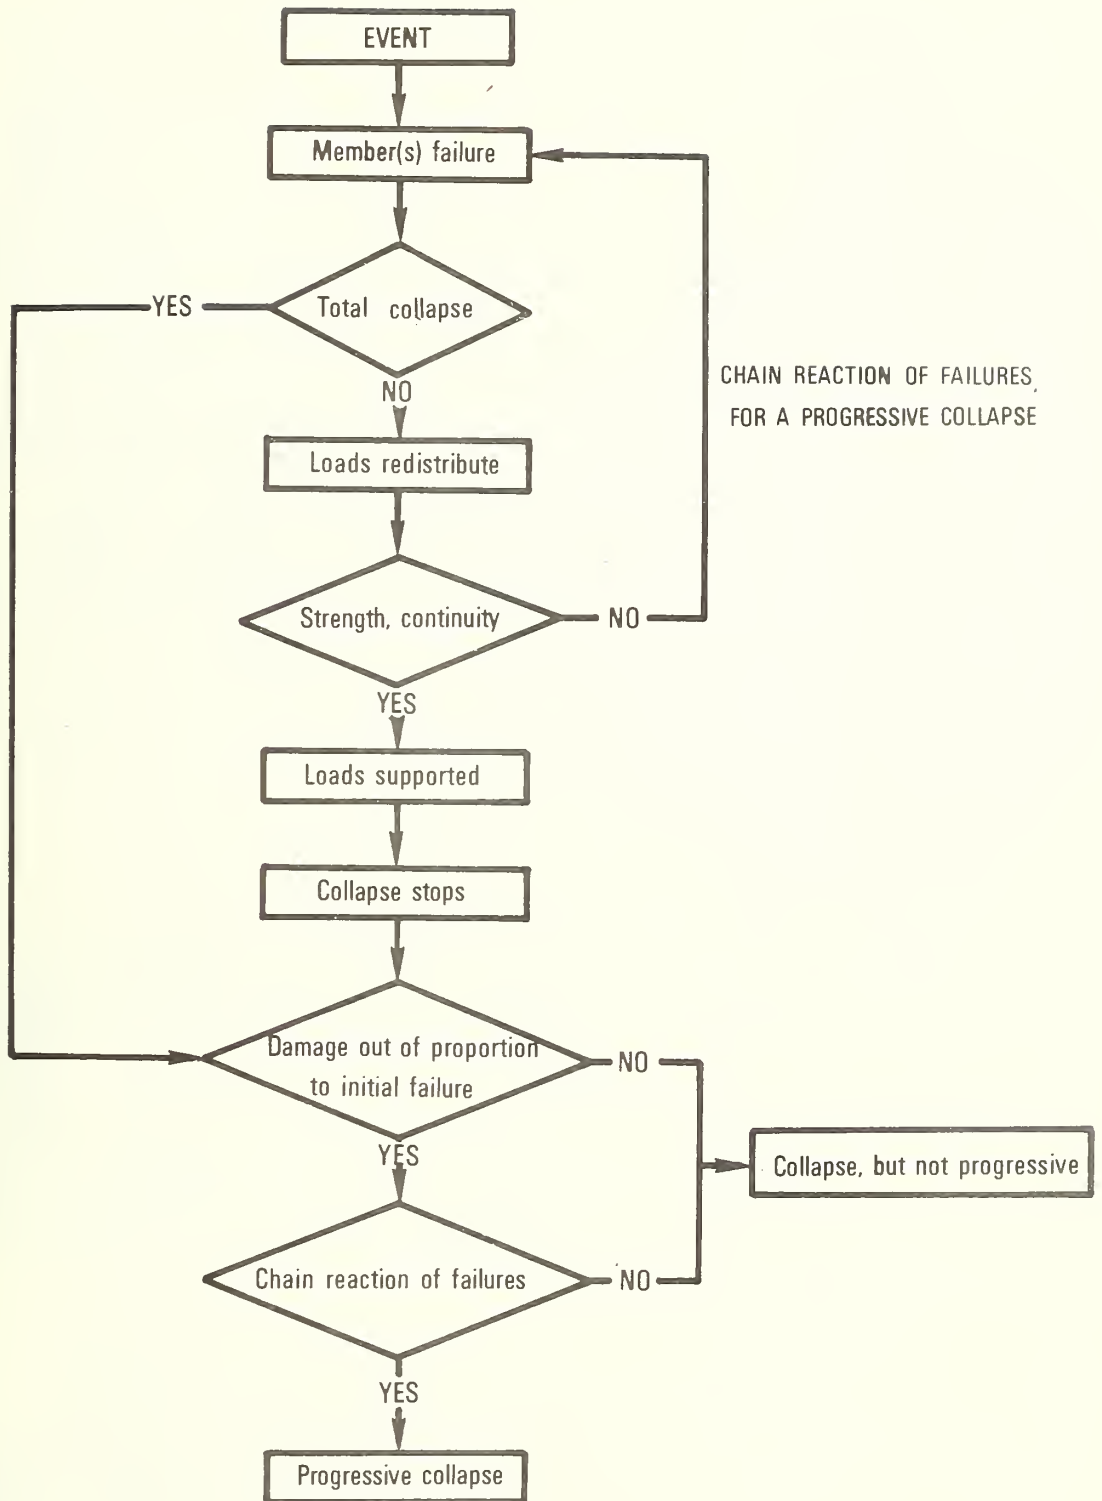 EVENT
Member(s) failure
YES
Total collapse
NO
CHAIN REACTION OF FAILURES
FOR A PROGRESSIVE COLLAPSE
Loads redistribute
Strength, continuity
NO
YES
Loads supported
Collapse stops
Damage out of proportion
to initial failure
NO
YES
Collapse, but not progressive
Chain reaction of failures
NO
YES
Progressive collapse